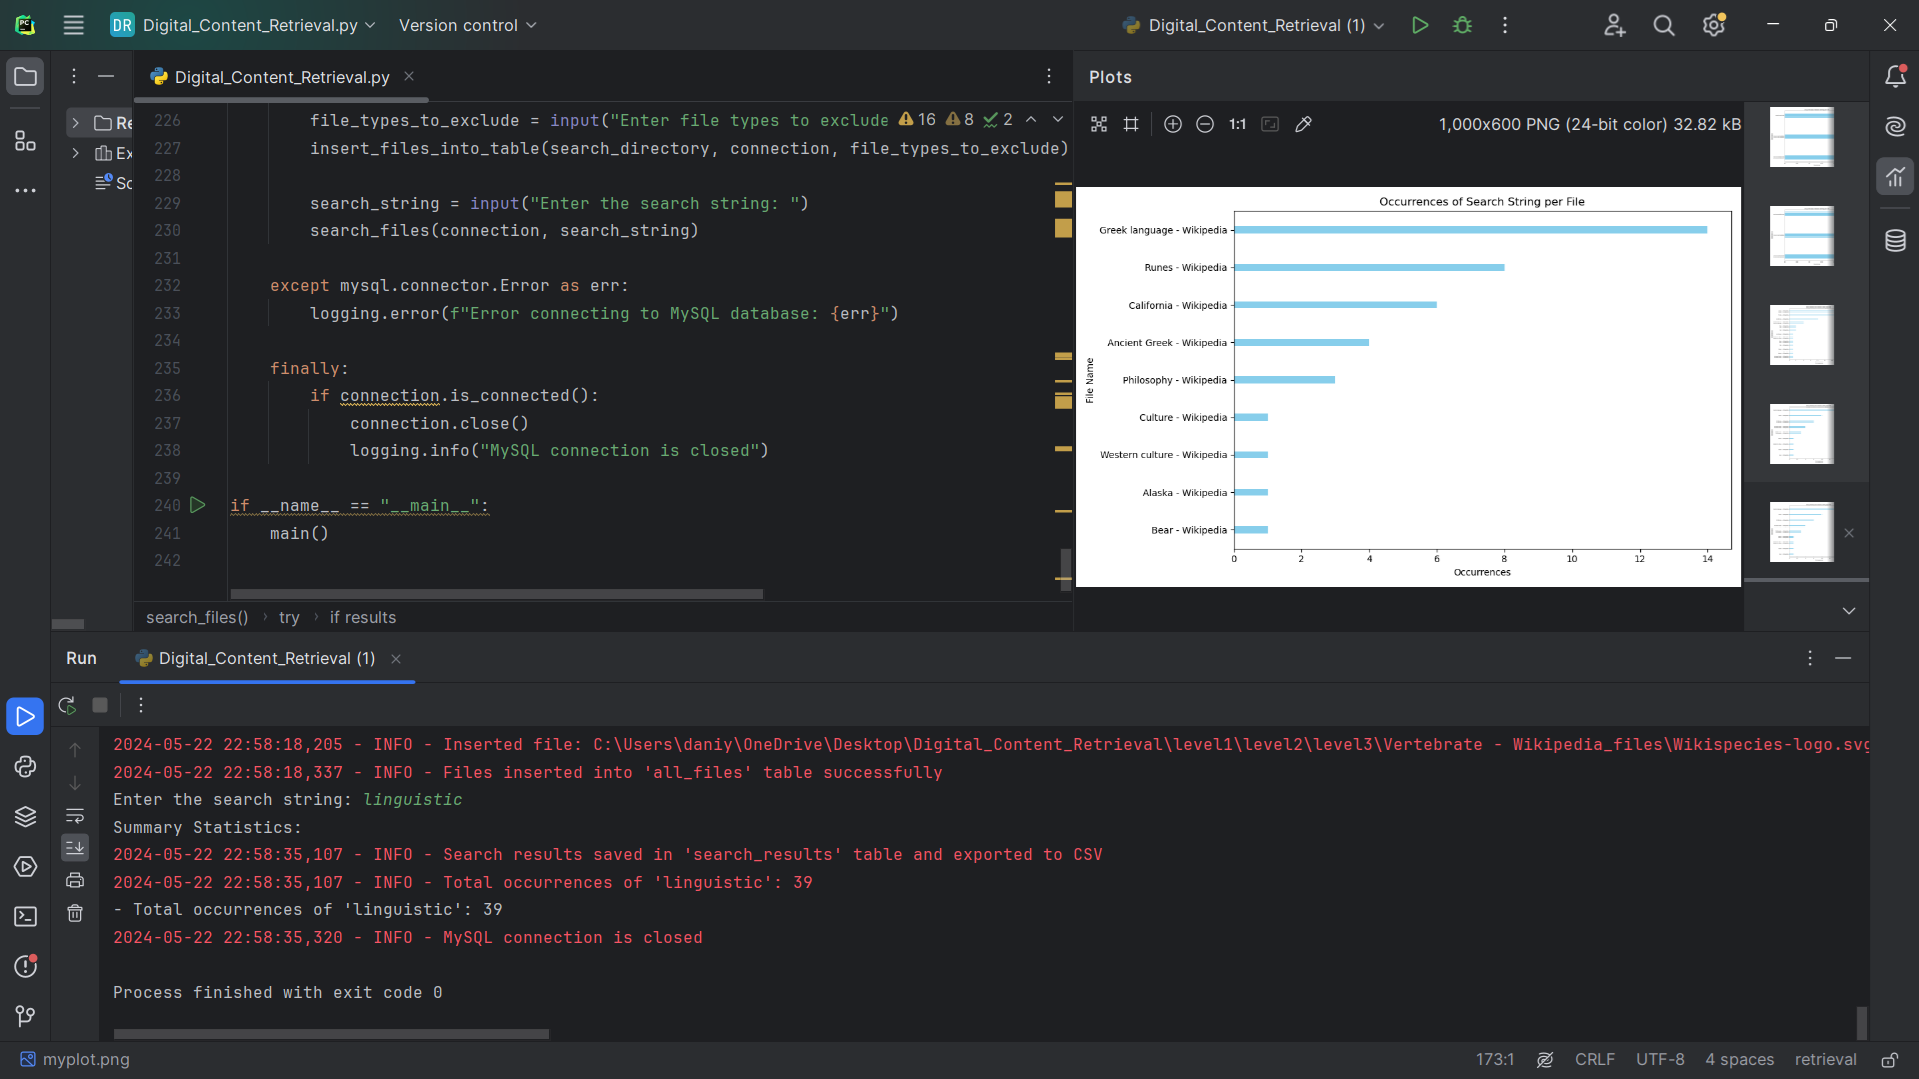 DR Digital_Content_Retrieval.py Version control Digital_Content_Retrieval (1)
Digital_Content_Retrieval.py
Re
Ex
Sc
226 file_types_to_exclude = input("Enter file types to exclude 16 8 2
227 insert_files_into_table(search_directory, connection, file_types_to_exclude)
228
229 search_string = input("Enter the search string: ")
230 search_files(connection, search_string)
231
232 except mysql.connector.Error as err:
233 logging.error(f"Error connecting to MySQL database: {err}")
234
235 finally:
236 if connection.is_connected():
237 connection.close()
238 logging.info("MySQL connection is closed")
239
240 if __name__ == "__main__":
241 main()
242
search_files() › try › if results
Plots
1:1 1,000x600 PNG (24-bit color) 32.82 kB
Occurrences of Search String per File
Greek language - Wikipedia
Runes - Wikipedia
California - Wikipedia
Ancient Greek - Wikipedia
Philosophy - Wikipedia
Culture - Wikipedia
Western culture - Wikipedia
Alaska - Wikipedia
Bear - Wikipedia
File Name
0 2 4 6 8 10 12 14
Occurrences
Run Digital_Content_Retrieval (1)
2024-05-22 22:58:18,205 - INFO - Inserted file: C:\Users\daniy\OneDrive\Desktop\Digital_Content_Retrieval\level1\level2\level3\Vertebrate - Wikipedia_files\Wikispecies-logo.svg
2024-05-22 22:58:18,337 - INFO - Files inserted into 'all_files' table successfully
Enter the search string: linguistic
Summary Statistics:
2024-05-22 22:58:35,107 - INFO - Search results saved in 'search_results' table and exported to CSV
2024-05-22 22:58:35,107 - INFO - Total occurrences of 'linguistic': 39
- Total occurrences of 'linguistic': 39
2024-05-22 22:58:35,320 - INFO - MySQL connection is closed
Process finished with exit code 0
myplot.png 173:1 CRLF UTF-8 4 spaces retrieval